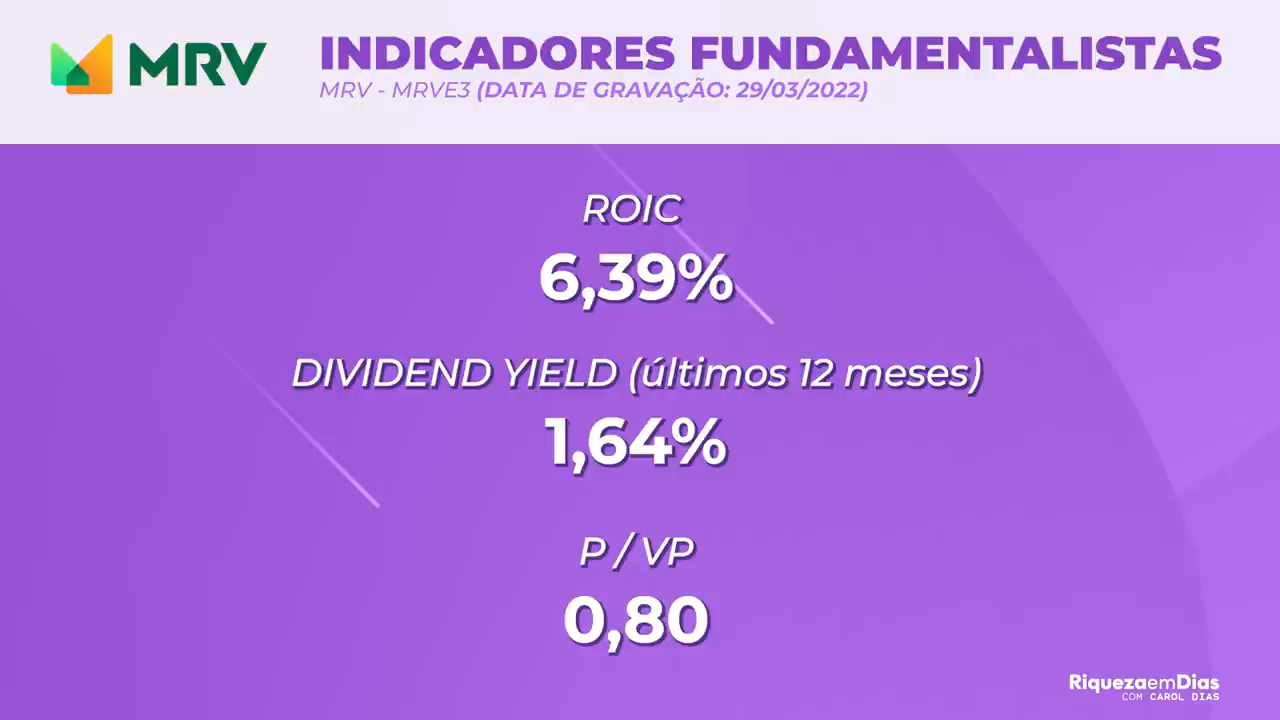 MRV
INDICADORES FUNDAMENTALISTAS
MRV - MRVE3 (DATA DE GRAVAÇÃO: 29/03/2022)
ROIC
6,39%
DIVIDEND YIELD (últimos 12 meses)
1,64%
P / VP
0,80
RiquezaemDias
COM CAROL DIAS